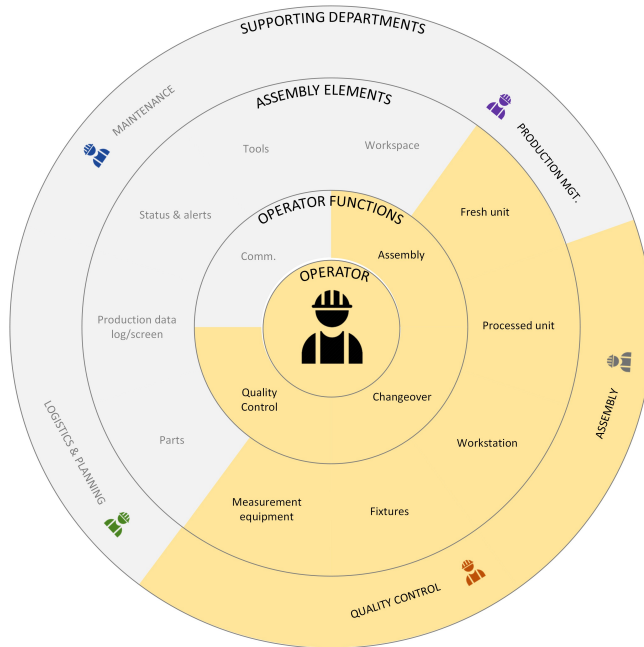 SUPPORTING DEPARTMENTS
MAINTENANCE
PRODUCTION MGT.
ASSEMBLY ELEMENTS
Tools
Workspace
Status & alerts
Fresh unit
OPERATOR FUNCTIONS
Comm.
Assembly
OPERATOR
Production data
log/screen
Processed unit
Quality
Control
Changeover
LOGISTICS & PLANNING
ASSEMBLY
Parts
Workstation
Measurement
equipment
Fixtures
QUALITY CONTROL